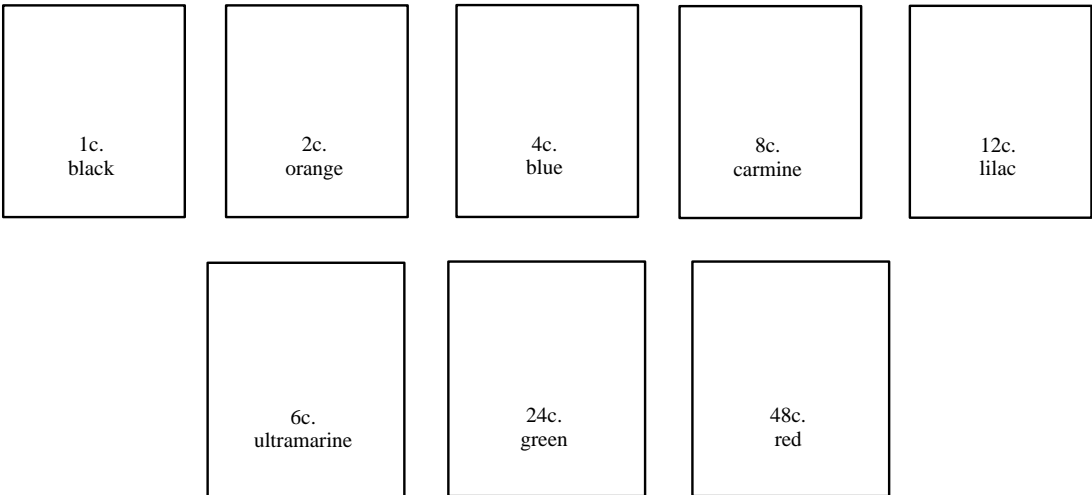 1c.
black
2c.
orange
4c.
blue
8c.
carmine
12c.
lilac
6c.
ultramarine
24c.
green
48c.
red